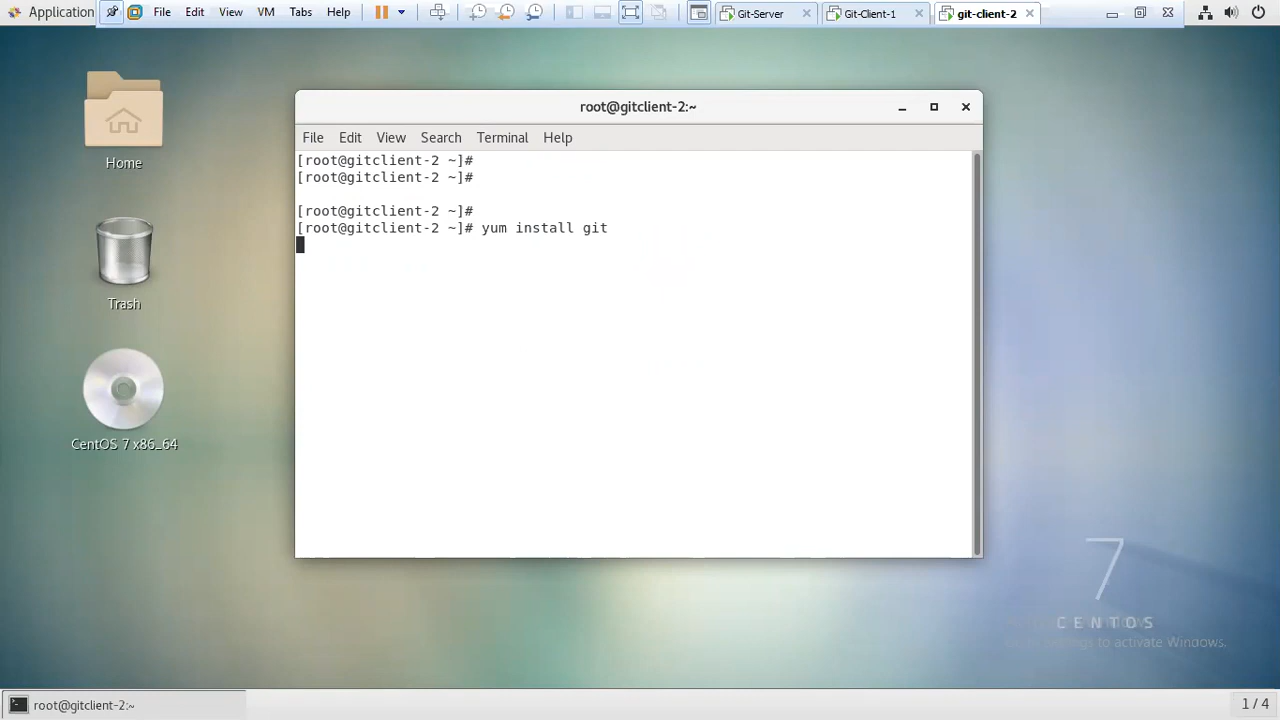 Application
File Edit View VM Tabs Help
Git-Server
Git-Client-1
git-client-2
root@gitclient-2:~
File Edit View Search Terminal Help
[root@gitclient-2 ~]#
[root@gitclient-2 ~]#
[root@gitclient-2 ~]#
[root@gitclient-2 ~]# yum install git
Home
Trash
CentOS 7 x86_64
7
CENTOS
to activate Windows.
root@gitclient-2:~
1 / 4